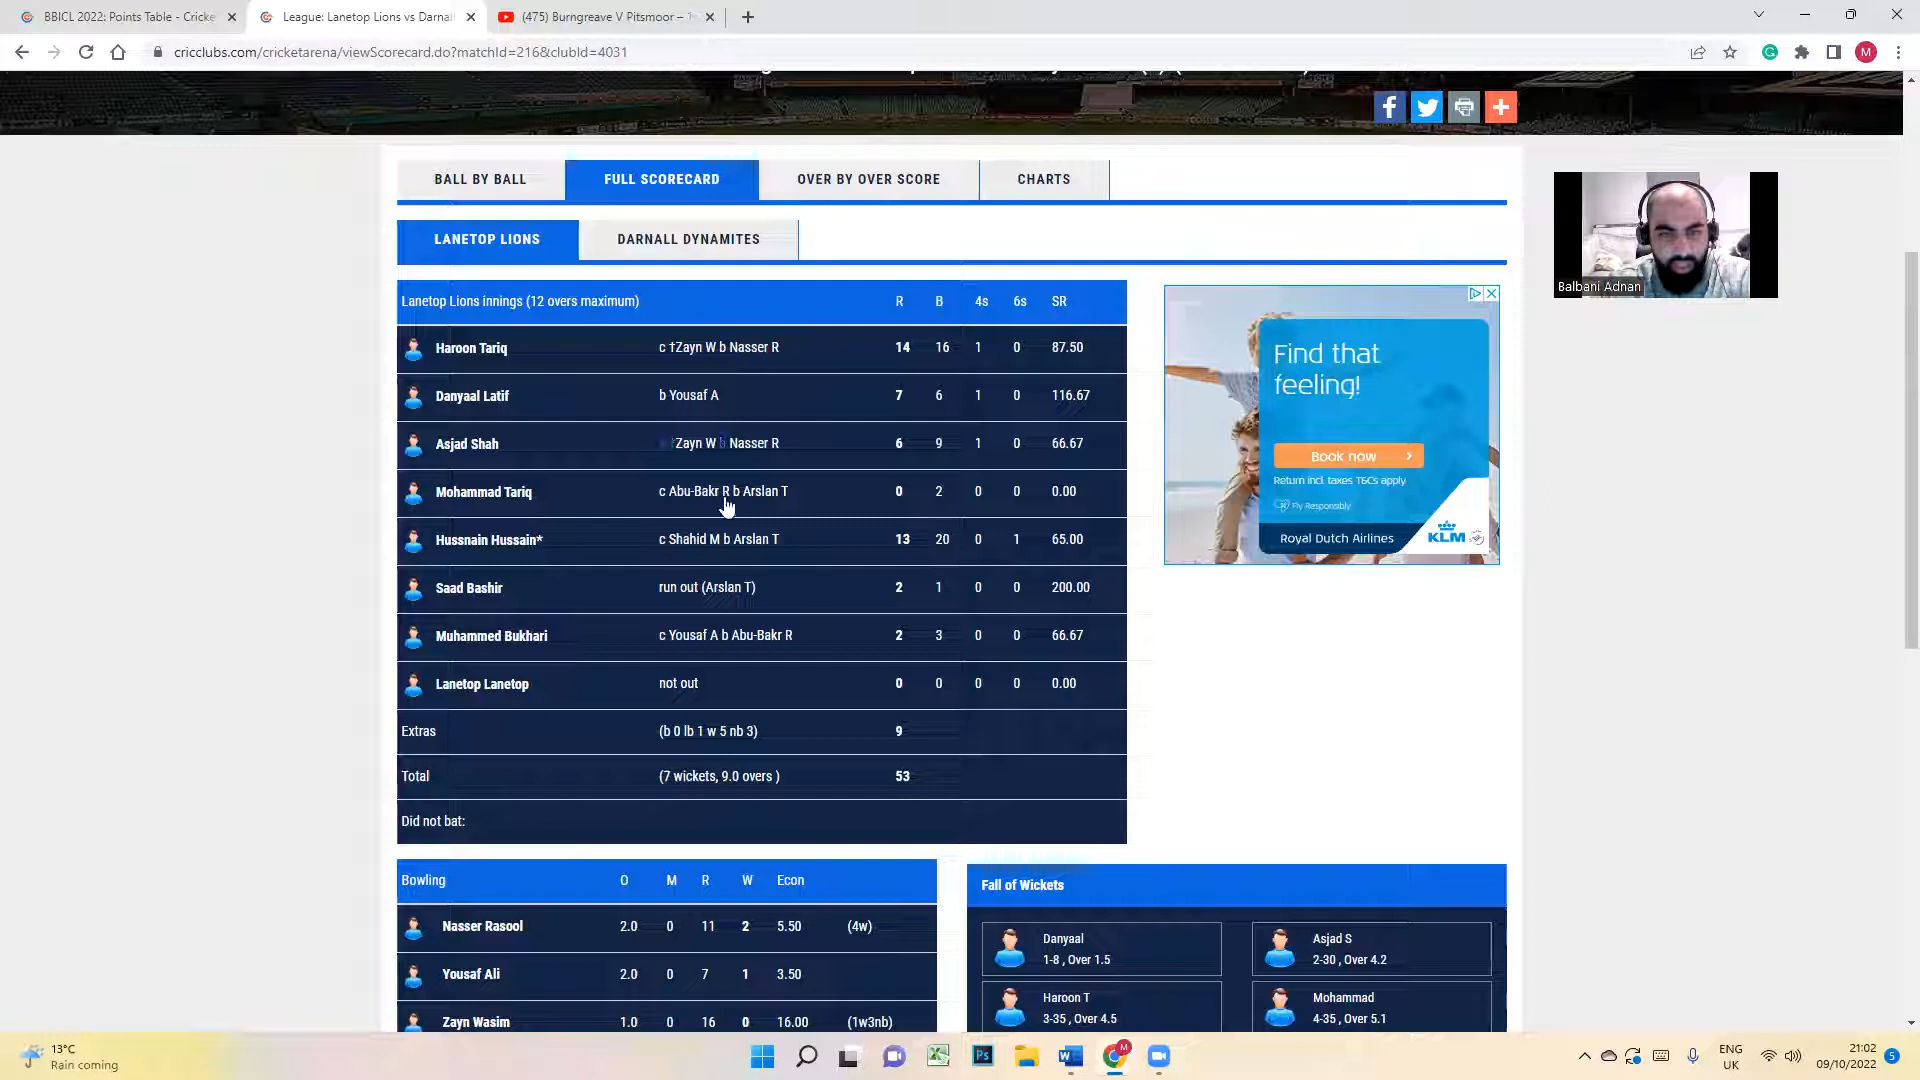 BBICL 2022: Points Table - Cricke
League: Lanetop Lions vs Darnall
(475) Burngreave V Pitsmoor –
cricclubs.com/cricketarena/viewScorecard.do?matchId=216&clubId=4031
M
BALL BY BALL
FULL SCORECARD
OVER BY OVER SCORE
CHARTS
LANETOP LIONS
DARNALL DYNAMITES
Lanetop Lions innings (12 overs maximum) R B 4s 6s SR
Haroon Tariq c †Zayn W b Nasser R 14 16 1 0 87.50
Danyaal Latif b Yousaf A 7 6 1 0 116.67
Asjad Shah †Zayn W b Nasser R 6 9 1 0 66.67
Mohammad Tariq c Abu-Bakr R b Arslan T 0 2 0 0 0.00
Hussnain Hussain* c Shahid M b Arslan T 13 20 0 1 65.00
Saad Bashir run out (Arslan T) 2 1 0 0 200.00
Muhammed Bukhari c Yousaf A b Abu-Bakr R 2 3 0 0 66.67
Lanetop Lanetop not out 0 0 0 0 0.00
Extras (b 0 lb 1 w 5 nb 3) 9
Total (7 wickets, 9.0 overs ) 53
Did not bat:
Bowling O M R W Econ
Nasser Rasool 2.0 0 11 2 5.50 (4w)
Yousaf Ali 2.0 0 7 1 3.50
Zayn Wasim 1.0 0 16 0 16.00 (1w3nb)
Fall of Wickets
Danyaal
1-8 , Over 1.5
Asjad S
2-30 , Over 4.2
Haroon T
3-35 , Over 4.5
Mohammad
4-35 , Over 5.1
Balbani Adnan
Find that
feeling!
Book now
Return incl. taxes T&Cs apply
Fly Responsibly
Royal Dutch Airlines
KLM
13°C
Rain coming
Ps
M
ENG
UK
21:02
09/10/2022
5